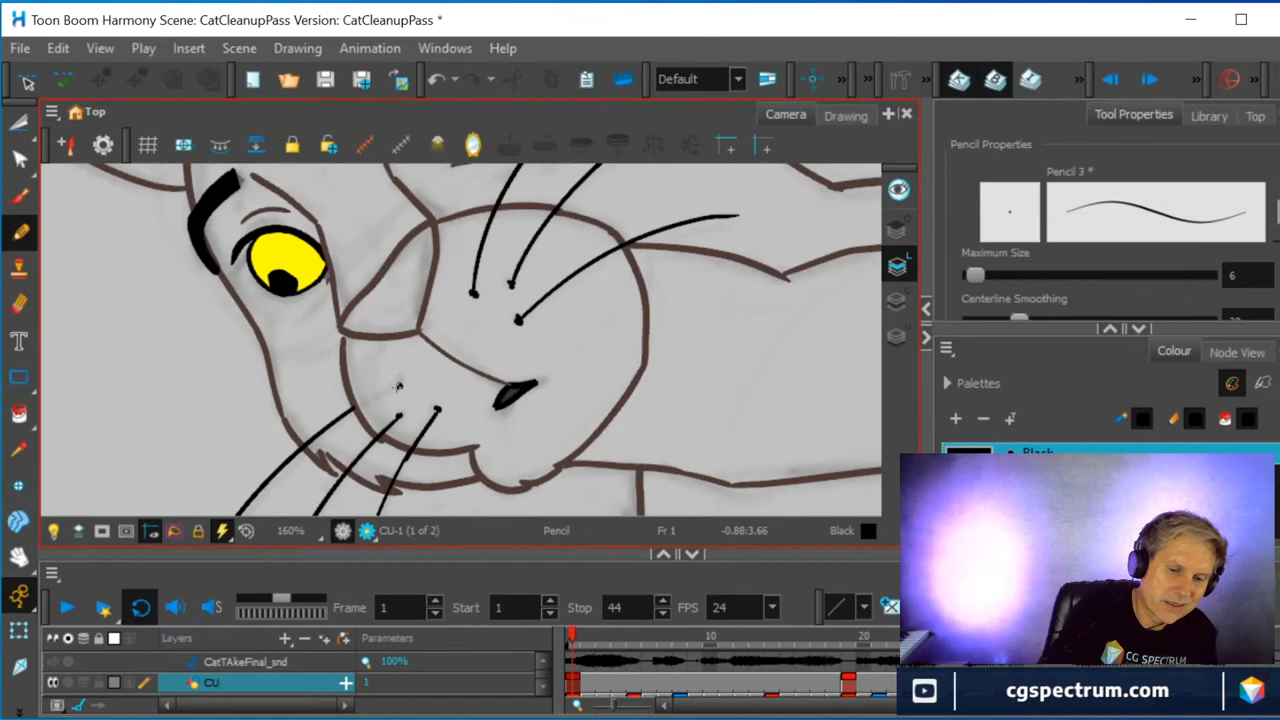 Toon Boom Harmony Scene: CatCleanupPass Version: CatCleanupPass *
File Edit View Play Insert Scene Drawing Animation Windows Help
Default
Top Camera Drawing
Tool Properties Library Top
Pencil Properties
Pencil 3 *
Maximum Size
6
Centerline Smoothing
Colour Node View
Palettes
Black
160% CU-1 (1 of 2) Pencil Fr 1 -0.88:3.66 Black
Frame 1 Start 1 Stop 44 FPS 24
Layers Parameters 10 20
CatTAkeFinal_snd 100%
CU 1
CG SPECTRUM
cgspectrum.com